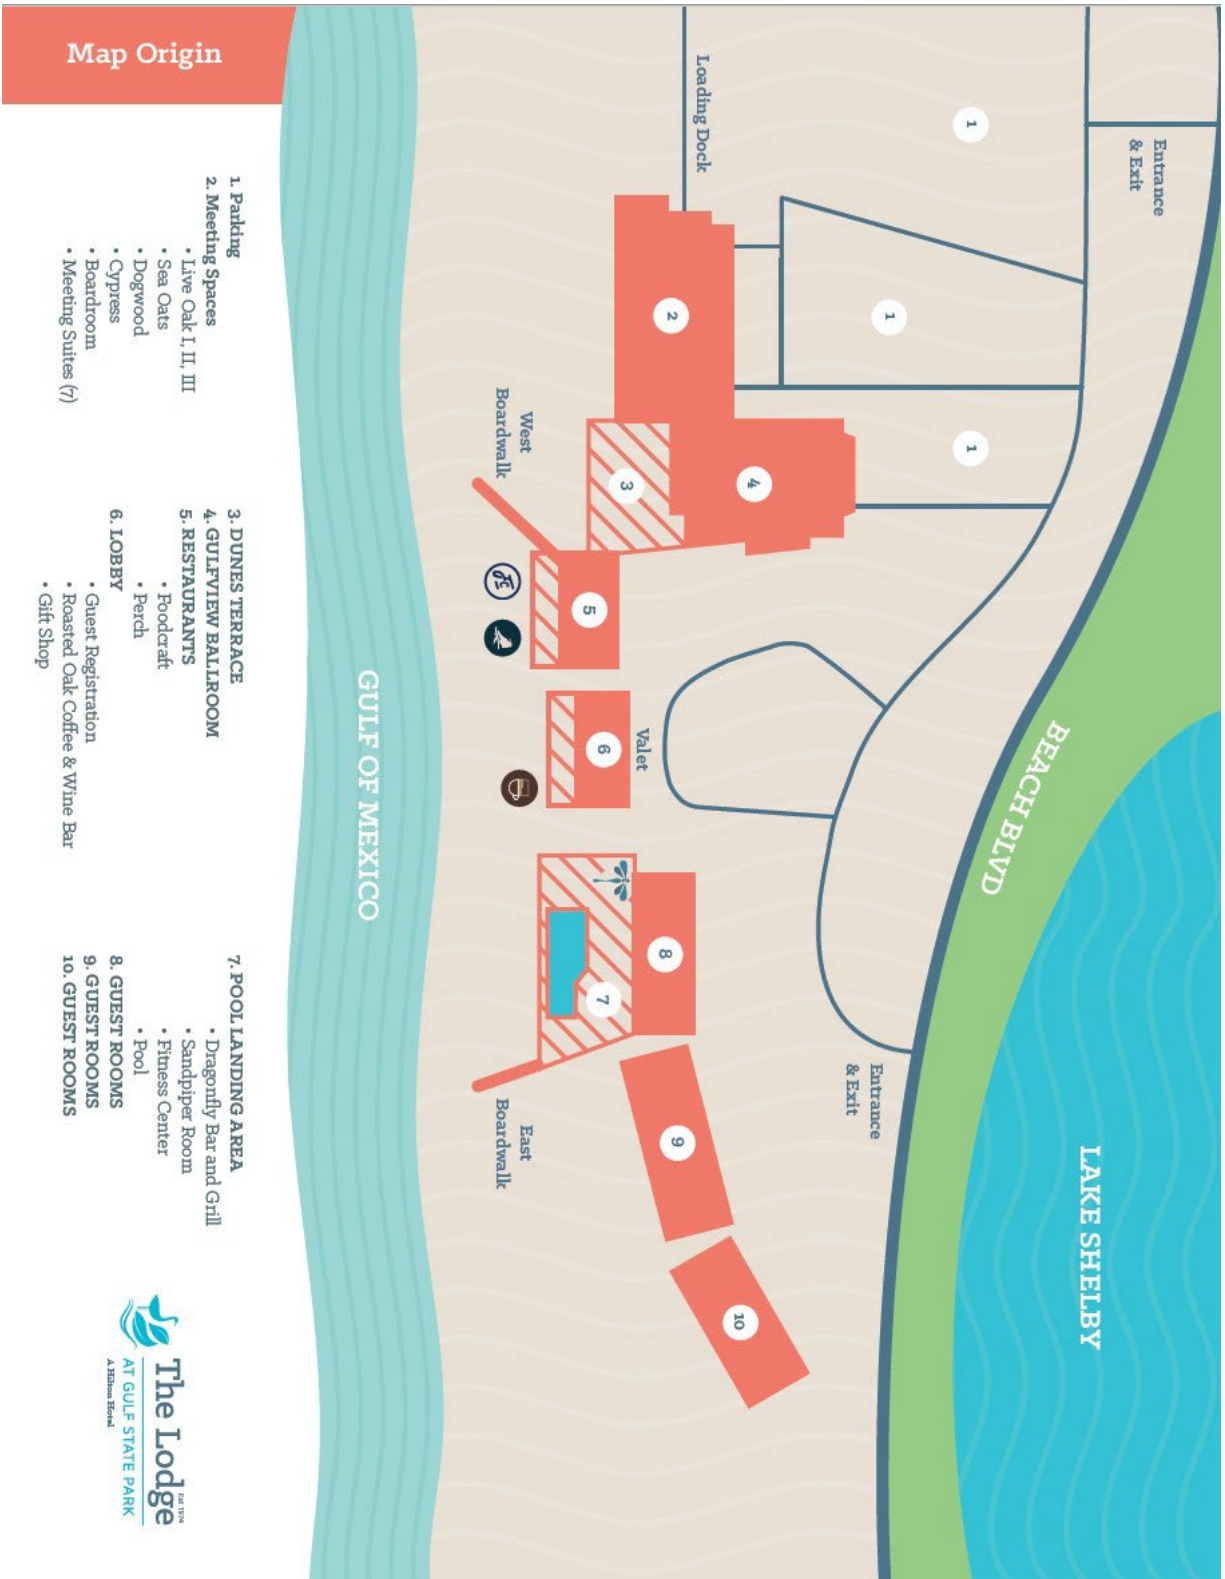 Map Origin
LAKE SHELBY
BEACH BLVD
Entrance
& Exit
Entrance
& Exit
1
1
1
Loading Dock
2
3
4
5
Valet
6
7
8
9
10
West
Boardwalk
East
Boardwalk
GULF OF MEXICO
1. Parking
2. Meeting Spaces
• Live Oak I, II, III
• Sea Oats
• Dogwood
• Cypress
• Boardroom
• Meeting Suites (7)
3. DUNES TERRACE
4. GULFVIEW BALLROOM
5. RESTAURANTS
• Foodcraft
• Perch
6. LOBBY
• Guest Registration
• Roasted Oak Coffee & Wine Bar
• Gift Shop
7. POOL LANDING AREA
• Dragonfly Bar and Grill
• Sandpiper Room
• Fitness Center
• Pool
8. GUEST ROOMS
9. GUEST ROOMS
10. GUEST ROOMS
The Lodge
Est 1974
AT GULF STATE PARK
A Hilton Hotel